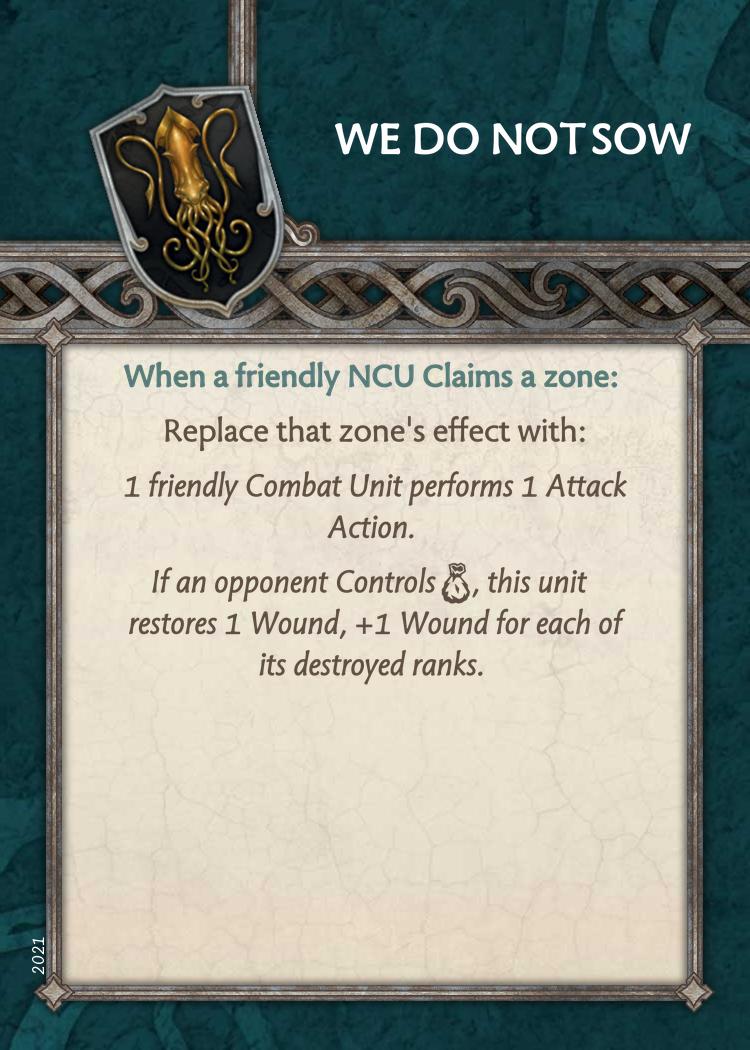 WE DO NOT SOW
When a friendly NCU Claims a zone:
Replace that zone's effect with:
1 friendly Combat Unit performs 1 Attack
Action.
If an opponent Controls , this unit
restores 1 Wound, +1 Wound for each of
its destroyed ranks.
2021